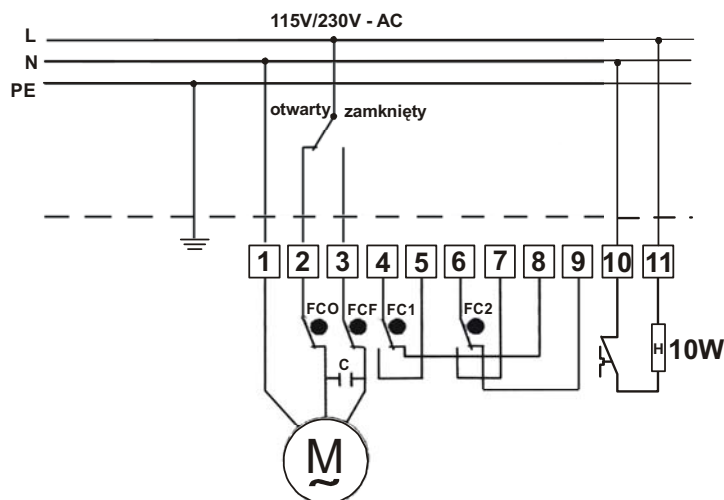 115V/230V - AC
L
N
PE
otwarty zamknięty
1 2 3 4 5 6 7 8 9 10 11
FCO FCF FC1 FC2
C
H 10W
M
~